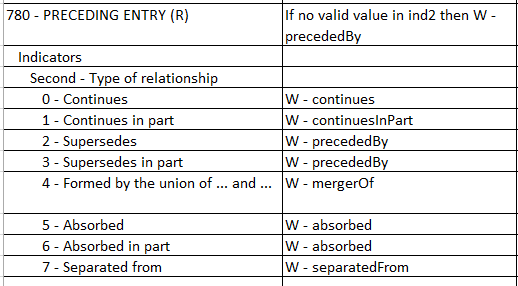 780 - PRECEDING ENTRY (R) If no valid value in ind2 then W -
precededBy
Indicators
Second - Type of relationship
0 - Continues W - continues
1 - Continues in part W - continuesInPart
2 - Supersedes W - precededBy
3 - Supersedes in part W - precededBy
4 - Formed by the union of ... and ... W - mergerOf
5 - Absorbed W - absorbed
6 - Absorbed in part W - absorbed
7 - Separated from W - separatedFrom